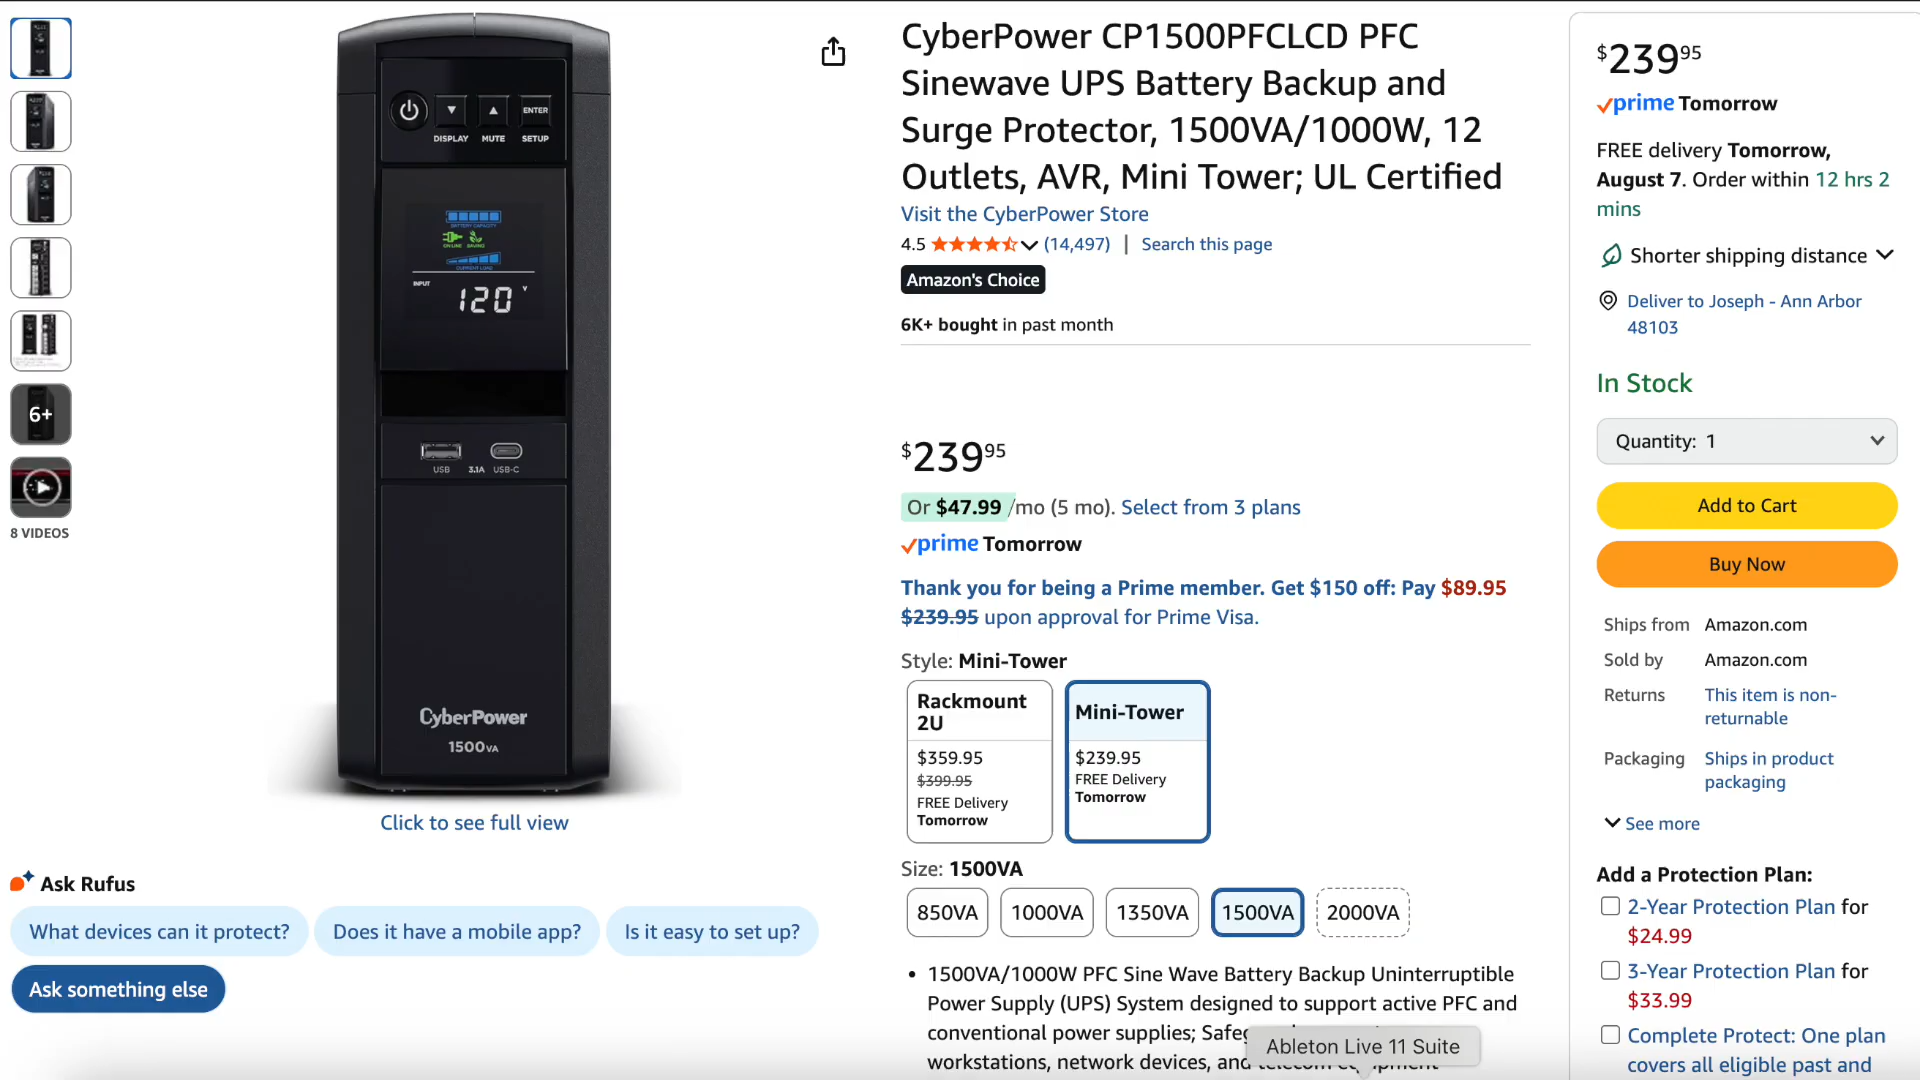 6+
8 VIDEOS
DISPLAY MUTE ENTER SETUP
BATTERY CAPACITY
ON-LINE SAVING
CURRENT LOAD
INPUT
120 V
USB 3.1A USB-C
CyberPower
1500VA
Click to see full view
Ask Rufus
What devices can it protect?
Does it have a mobile app?
Is it easy to set up?
Ask something else
CyberPower CP1500PFCLCD PFC
Sinewave UPS Battery Backup and
Surge Protector, 1500VA/1000W, 12
Outlets, AVR, Mini Tower; UL Certified
Visit the CyberPower Store
4.5 (14,497) | Search this page
Amazon's Choice
6K+ bought in past month
$239.95
Or $47.99 /mo (5 mo). Select from 3 plans
prime Tomorrow
Thank you for being a Prime member. Get $150 off: Pay $89.95
$239.95 upon approval for Prime Visa.
Style: Mini-Tower
Rackmount
2U
$359.95
$399.95
FREE Delivery
Tomorrow
Mini-Tower
$239.95
FREE Delivery
Tomorrow
Size: 1500VA
850VA
1000VA
1350VA
1500VA
2000VA
• 1500VA/1000W PFC Sine Wave Battery Backup Uninterruptible
Power Supply (UPS) System designed to support active PFC and
conventional power supplies;
workstations, network devices, and
Ableton Live 11 Suite
$239.95
prime Tomorrow
FREE delivery Tomorrow,
August 7. Order within 12 hrs 2
mins
Shorter shipping distance
Deliver to Joseph - Ann Arbor
48103
In Stock
Quantity: 1
Add to Cart
Buy Now
Ships from Amazon.com
Sold by Amazon.com
Returns This item is non-
returnable
Packaging Ships in product
packaging
See more
Add a Protection Plan:
2-Year Protection Plan for
$24.99
3-Year Protection Plan for
$33.99
Complete Protect: One plan
covers all eligible past and